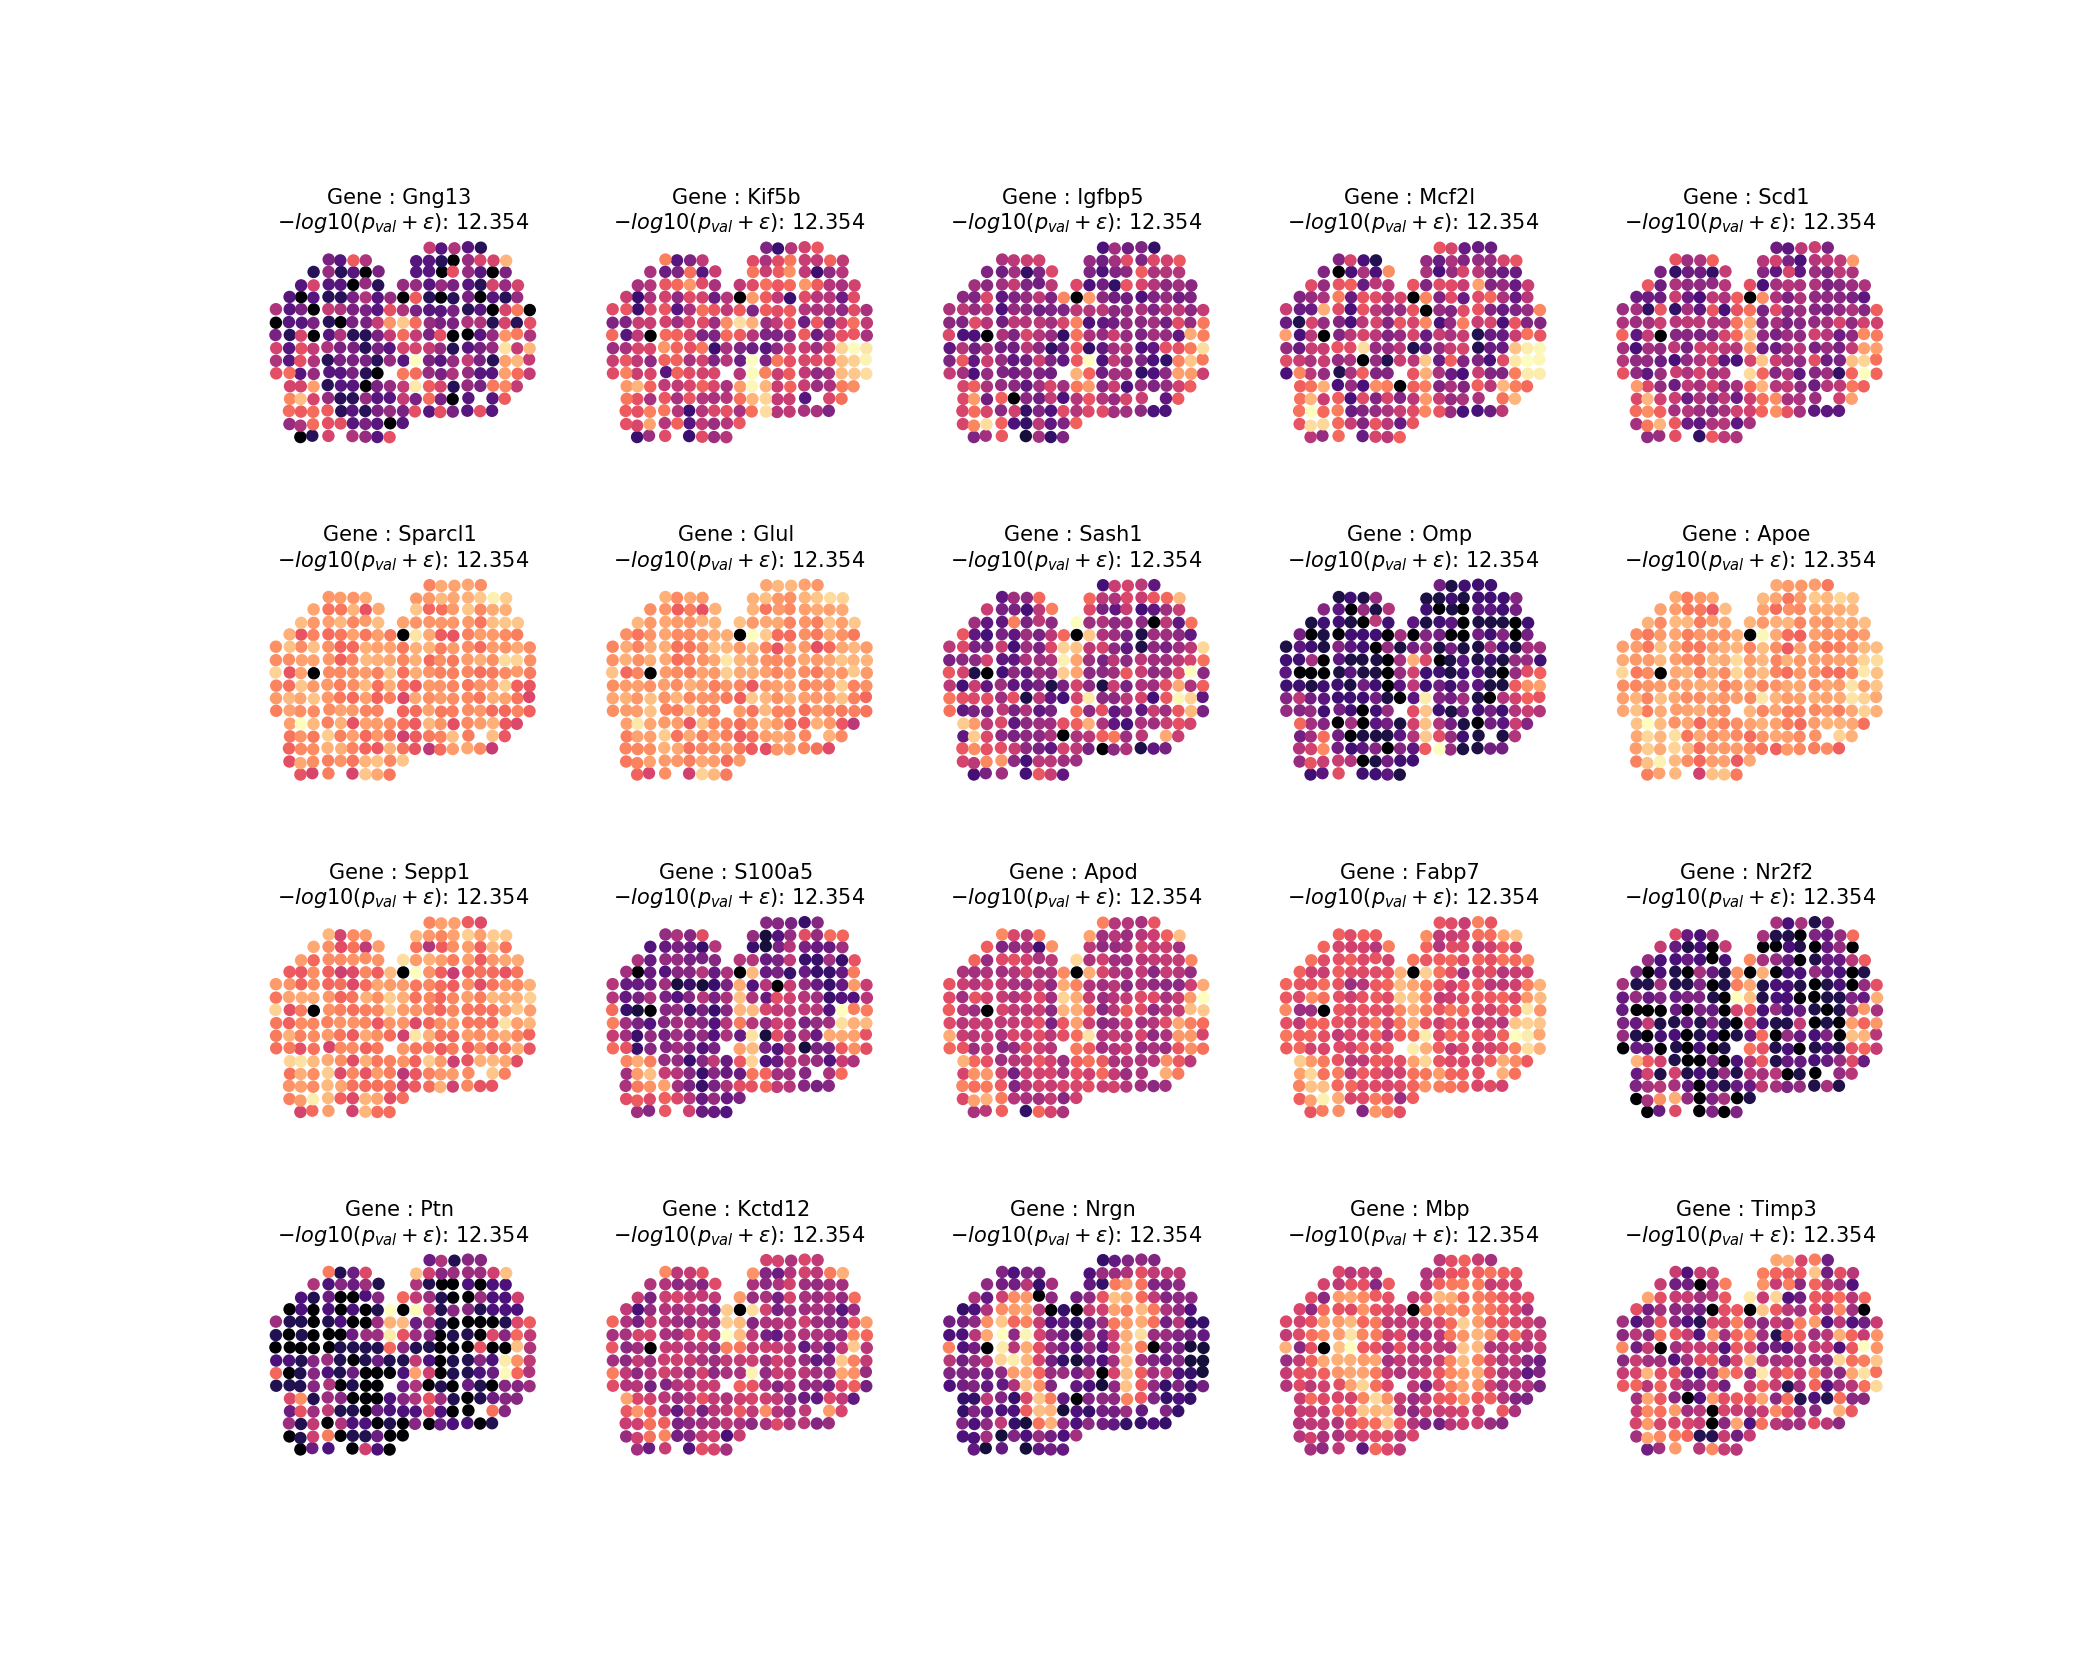 Gene : Gng13
−log10(p_val + ε): 12.354
Gene : Kif5b
−log10(p_val + ε): 12.354
Gene : Igfbp5
−log10(p_val + ε): 12.354
Gene : Mcf2l
−log10(p_val + ε): 12.354
Gene : Scd1
−log10(p_val + ε): 12.354
Gene : Sparcl1
−log10(p_val + ε): 12.354
Gene : Glul
−log10(p_val + ε): 12.354
Gene : Sash1
−log10(p_val + ε): 12.354
Gene : Omp
−log10(p_val + ε): 12.354
Gene : Apoe
−log10(p_val + ε): 12.354
Gene : Sepp1
−log10(p_val + ε): 12.354
Gene : S100a5
−log10(p_val + ε): 12.354
Gene : Apod
−log10(p_val + ε): 12.354
Gene : Fabp7
−log10(p_val + ε): 12.354
Gene : Nr2f2
−log10(p_val + ε): 12.354
Gene : Ptn
−log10(p_val + ε): 12.354
Gene : Kctd12
−log10(p_val + ε): 12.354
Gene : Nrgn
−log10(p_val + ε): 12.354
Gene : Mbp
−log10(p_val + ε): 12.354
Gene : Timp3
−log10(p_val + ε): 12.354